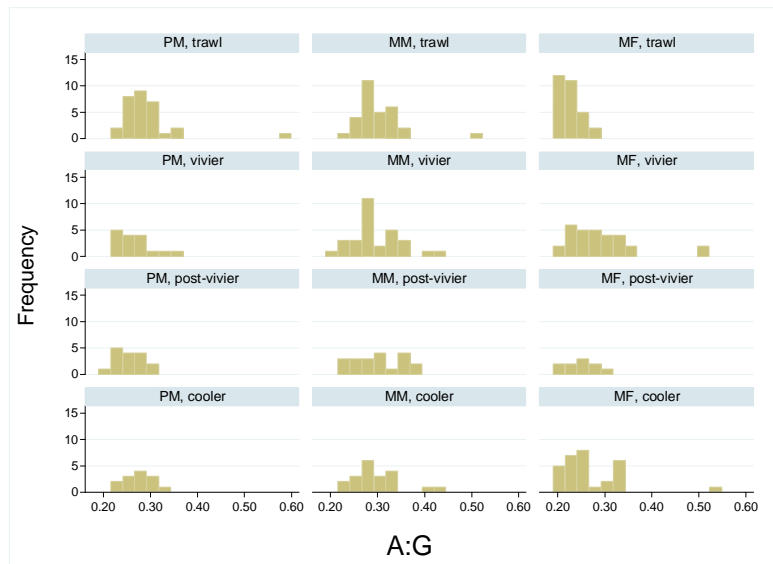 PM, trawl MM, trawl MF, trawl
15
10
5
0
PM, vivier MM, vivier MF, vivier
15
10
5
0
PM, post-vivier MM, post-vivier MF, post-vivier
15
10
5
0
PM, cooler MM, cooler MF, cooler
15
10
5
0
0.20 0.30 0.40 0.50 0.60 0.20 0.30 0.40 0.50 0.60 0.20 0.30 0.40 0.50 0.60
Frequency
A:G